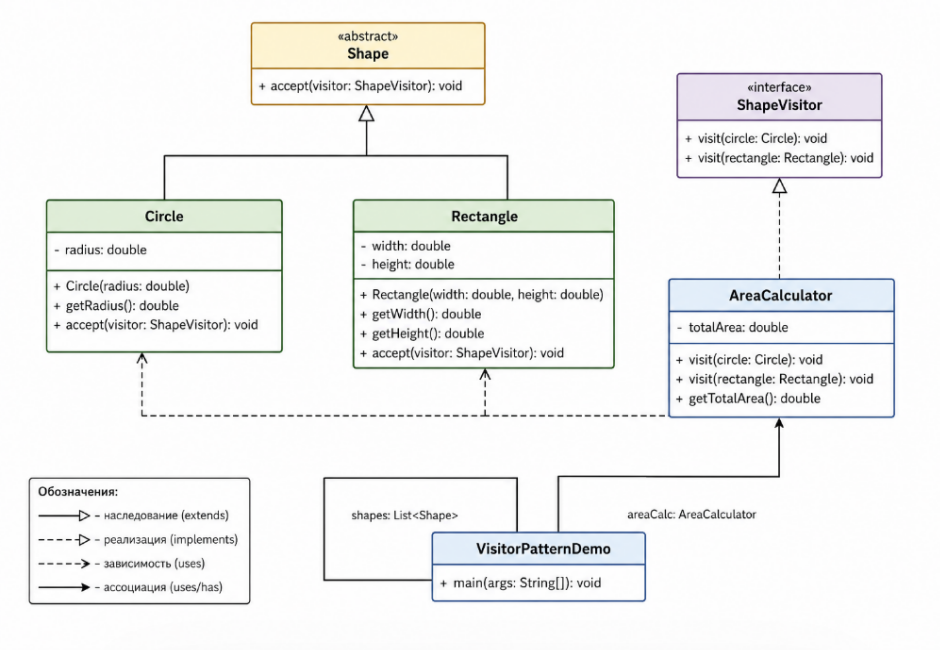 «abstract»
Shape
+ accept(visitor: ShapeVisitor): void
«interface»
ShapeVisitor
+ visit(circle: Circle): void
+ visit(rectangle: Rectangle): void
Circle
- radius: double
+ Circle(radius: double)
+ getRadius(): double
+ accept(visitor: ShapeVisitor): void
Rectangle
- width: double
- height: double
+ Rectangle(width: double, height: double)
+ getWidth(): double
+ getHeight(): double
+ accept(visitor: ShapeVisitor): void
AreaCalculator
- totalArea: double
+ visit(circle: Circle): void
+ visit(rectangle: Rectangle): void
+ getTotalArea(): double
Обозначения:
– наследование (extends)
– реализация (implements)
– зависимость (uses)
– ассоциация (uses/has)
shapes: List<Shape>
areaCalc: AreaCalculator
VisitorPatternDemo
+ main(args: String[]): void